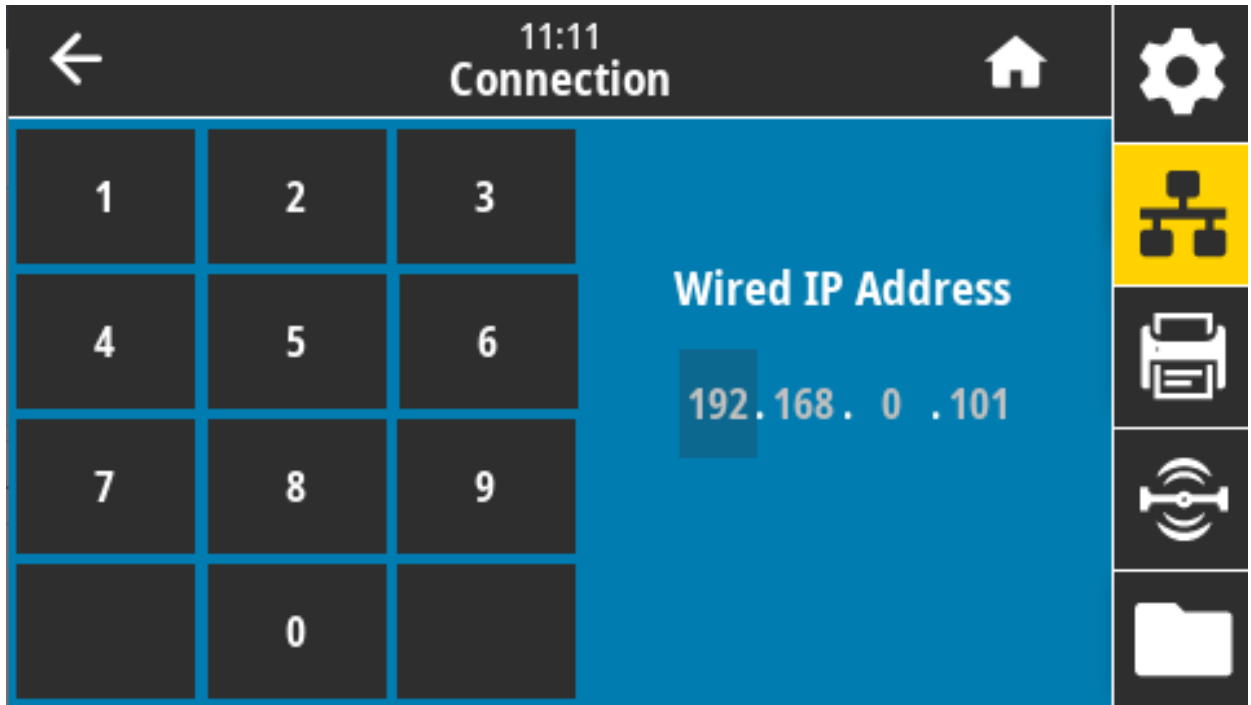 11:11
Connection
1 2 3
Wired IP Address
4 5 6
192.168. 0 .101
7 8 9
0